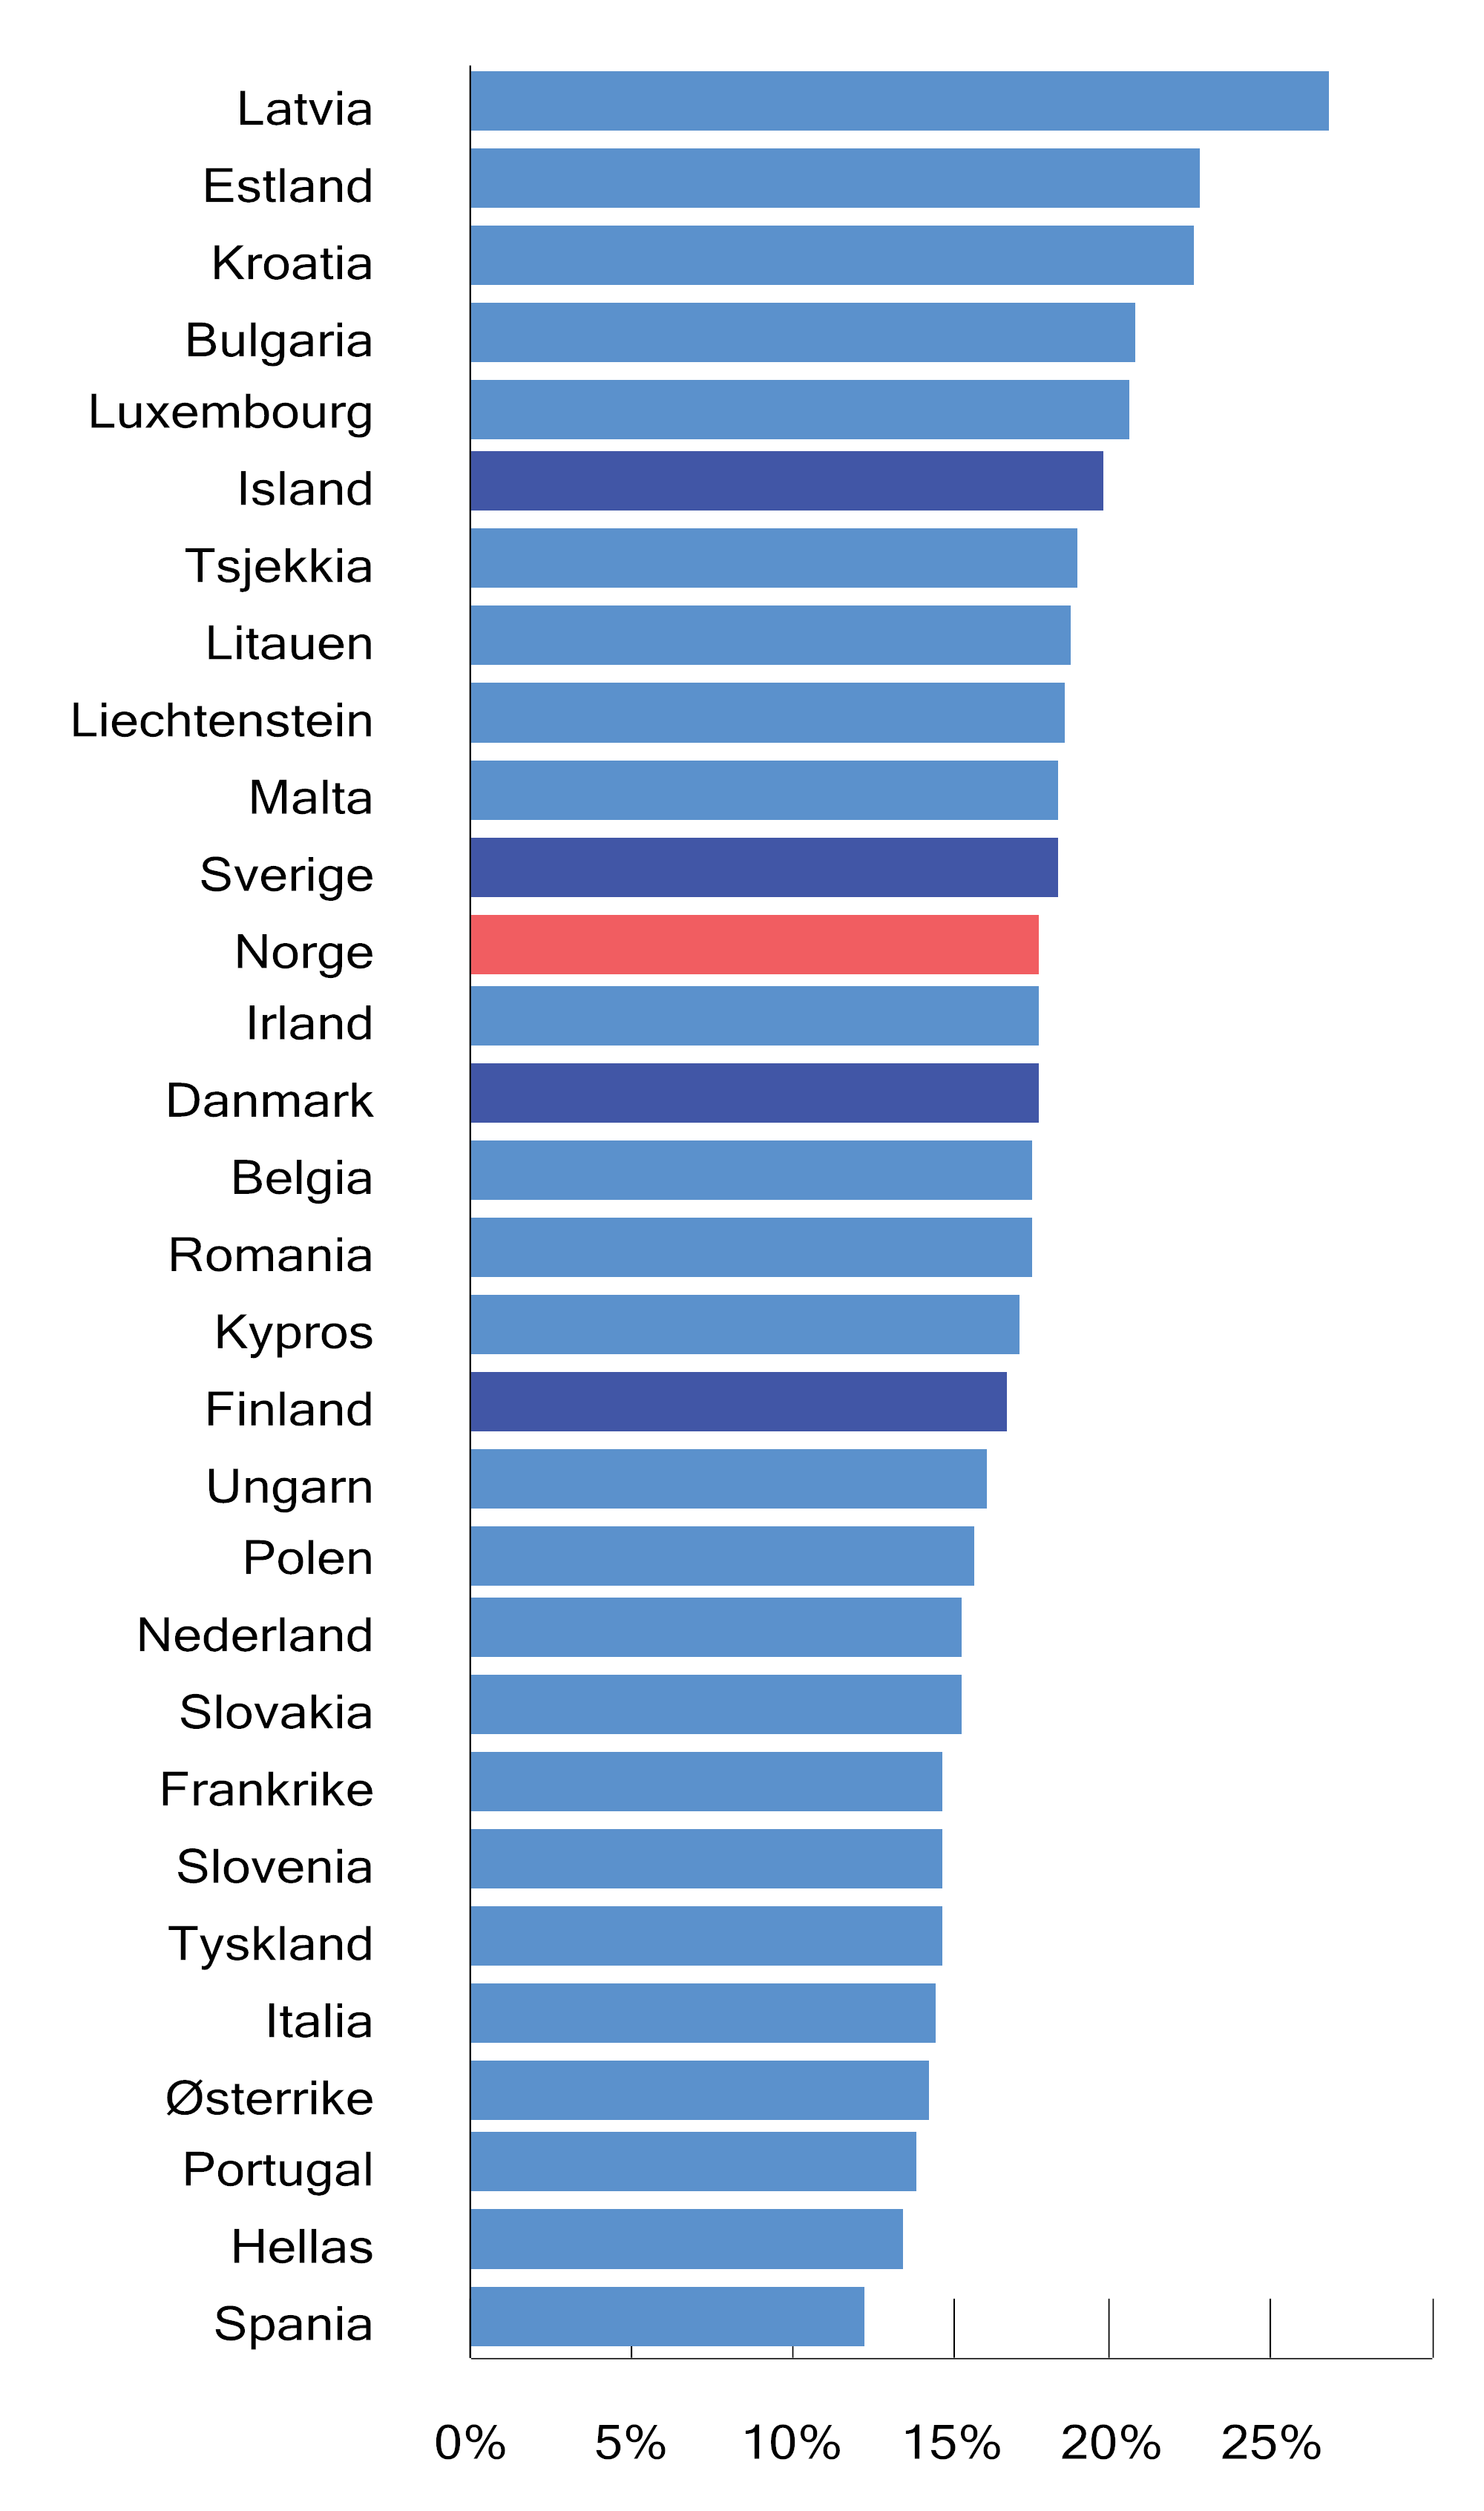 Latvia
Estland
Kroatia
Bulgaria
Luxembourg
Island
Tsjekkia
Litauen
Liechtenstein
Malta
Sverige
Norge
Irland
Danmark
Belgia
Romania
Kypros
Finland
Ungarn
Polen
Nederland
Slovakia
Frankrike
Slovenia
Tyskland
Italia
Østerrike
Portugal
Hellas
Spania
0% 5% 10% 15% 20% 25%